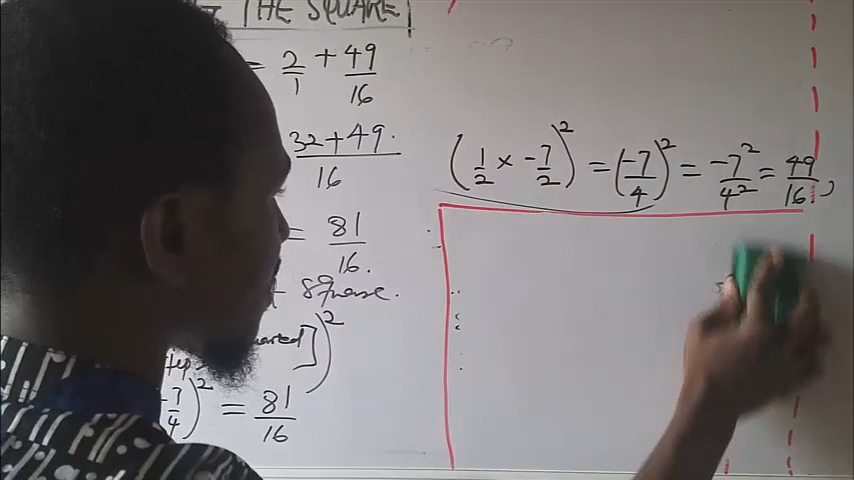 THE SQUARE
= 2/1 + 49/16
32+49./16
= 81/16.
square.
]²
-7/4)² = 81/16
(1/2 × -7/2)² = (-7/4)² = -7²/4² = 49/16,